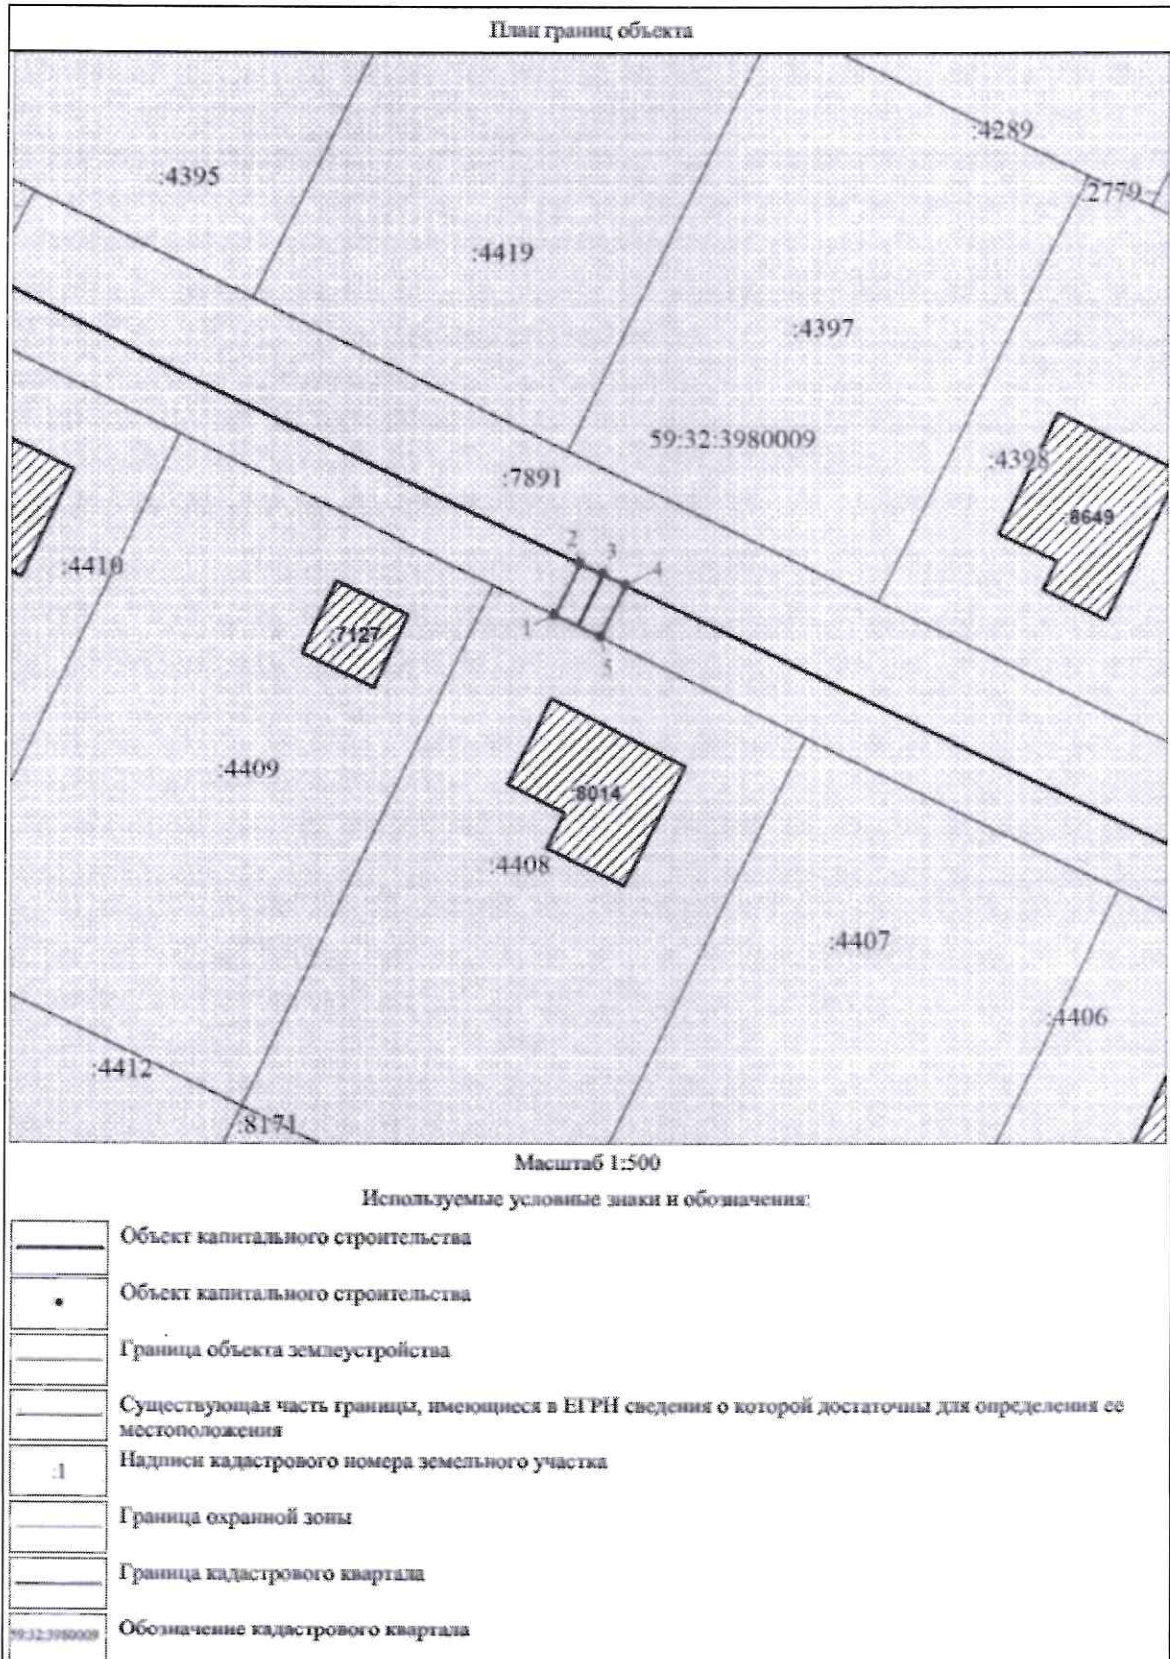 План границ объекта
:4289
:4395
:2779
:4419
:4397
59:32:3980009
:4398
:7891
:8649
2
3
4
:4410
1
:7127
5
:4409
:8014
:4408
:4407
:4406
:4412
:8171
Масштаб 1:500
Используемые условные знаки и обозначения:
Объект капитального строительства
Объект капитального строительства
Граница объекта землеустройства
Существующая часть границы, имеющиеся в ЕГРН сведения о которой достаточны для определения ее
местоположения
:1
Надписи кадастрового номера земельного участка
Граница охранной зоны
Граница кадастрового квартала
59:32:3980009
Обозначение кадастрового квартала